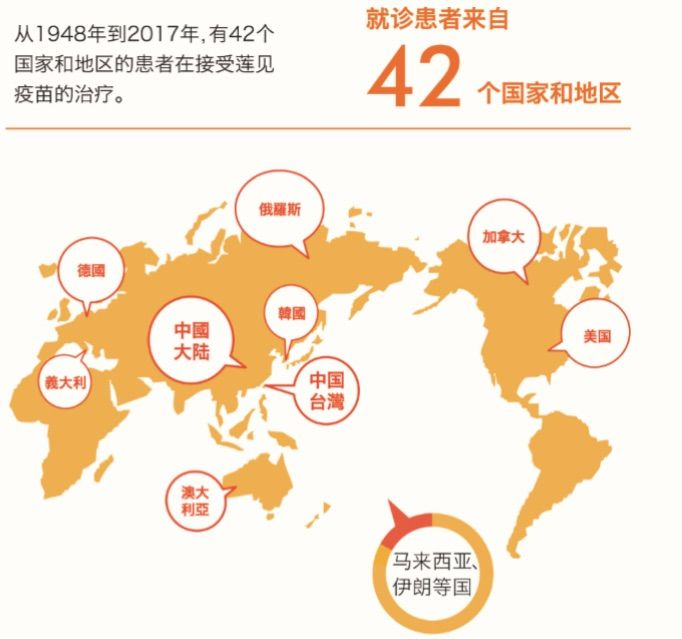 从1948年到2017年,有42个
国家和地区的患者在接受莲见
疫苗的治疗。
就诊患者来自
42 个国家和地区
俄羅斯
加拿大
德國
韓國
中國
大陆
美国
義大利
中国
台灣
澳大
利亞
马来西亚、
伊朗等国